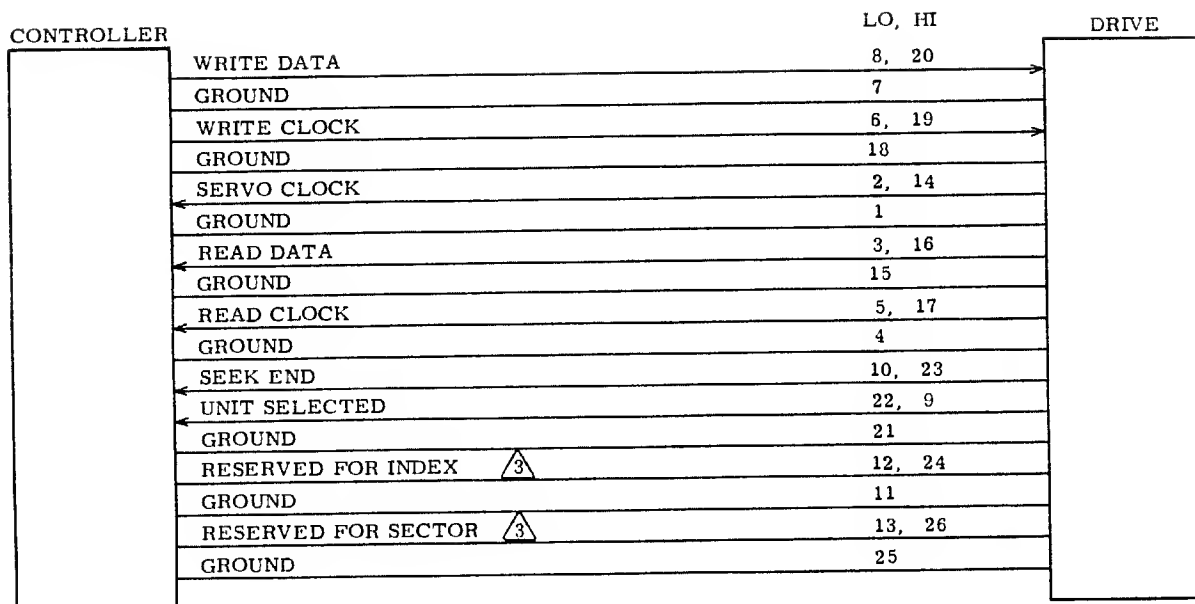 LO, HI
CONTROLLER DRIVE
WRITE DATA 8, 20
GROUND 7
WRITE CLOCK 6, 19
GROUND 18
SERVO CLOCK 2, 14
GROUND 1
READ DATA 3, 16
GROUND 15
READ CLOCK 5, 17
GROUND 4
SEEK END 10, 23
UNIT SELECTED 22, 9
GROUND 21
RESERVED FOR INDEX 3 12, 24
GROUND 11
RESERVED FOR SECTOR 3 13, 26
GROUND 25